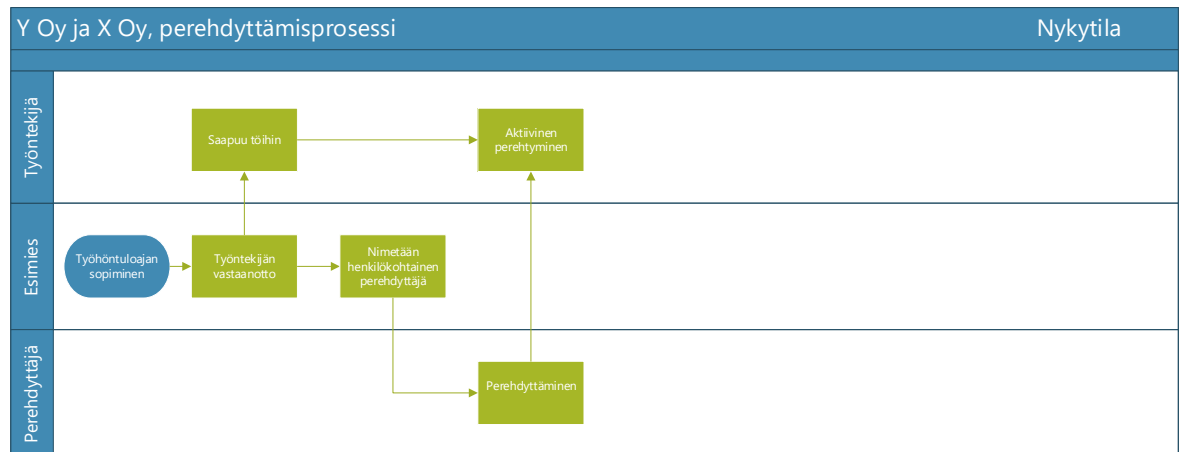 Y Oy ja X Oy, perehdyttämisprosessi
Nykytila
Työntekijä
Saapuu töihin
Aktiivinen
perehtyminen
Esimies
Työhöntuloajan
sopiminen
Työntekijän
vastaanotto
Nimetään
henkilökohtainen
perehdyttäjä
Perehdyttäjä
Perehdyttäminen